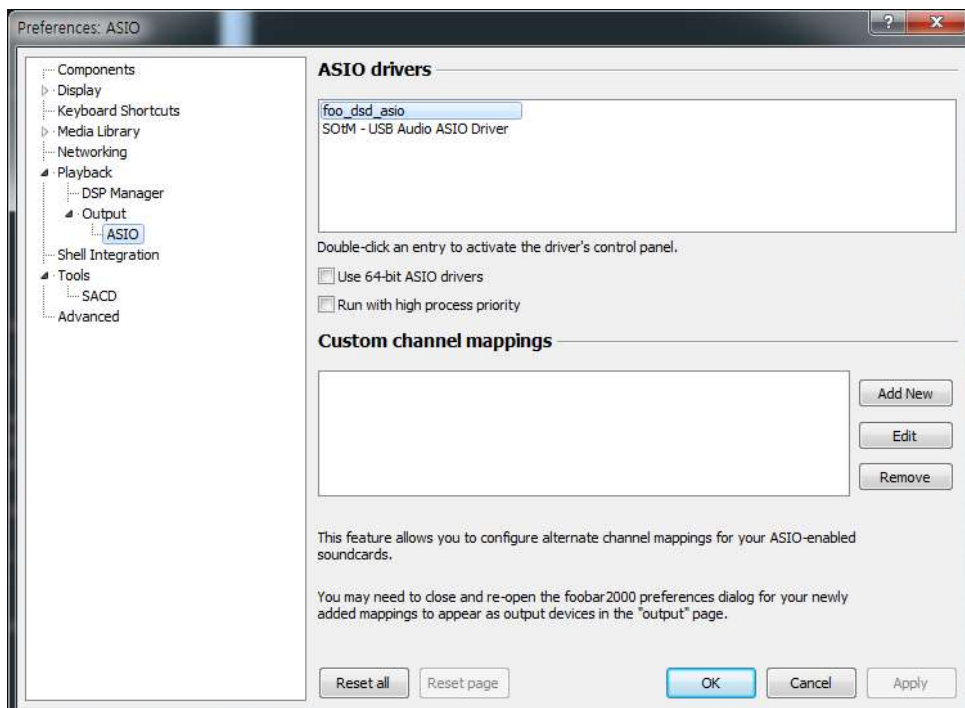 Preferences: ASIO
Components
Display
Keyboard Shortcuts
Media Library
Networking
Playback
DSP Manager
Output
ASIO
Shell Integration
Tools
SACD
Advanced
ASIO drivers
foo_dsd_asio
SOtM - USB Audio ASIO Driver
Double-click an entry to activate the driver's control panel.
Use 64-bit ASIO drivers
Run with high process priority
Custom channel mappings
Add New
Edit
Remove
This feature allows you to configure alternate channel mappings for your ASIO-enabled
soundcards.
You may need to close and re-open the foobar2000 preferences dialog for your newly
added mappings to appear as output devices in the "output" page.
Reset all
Reset page
OK
Cancel
Apply